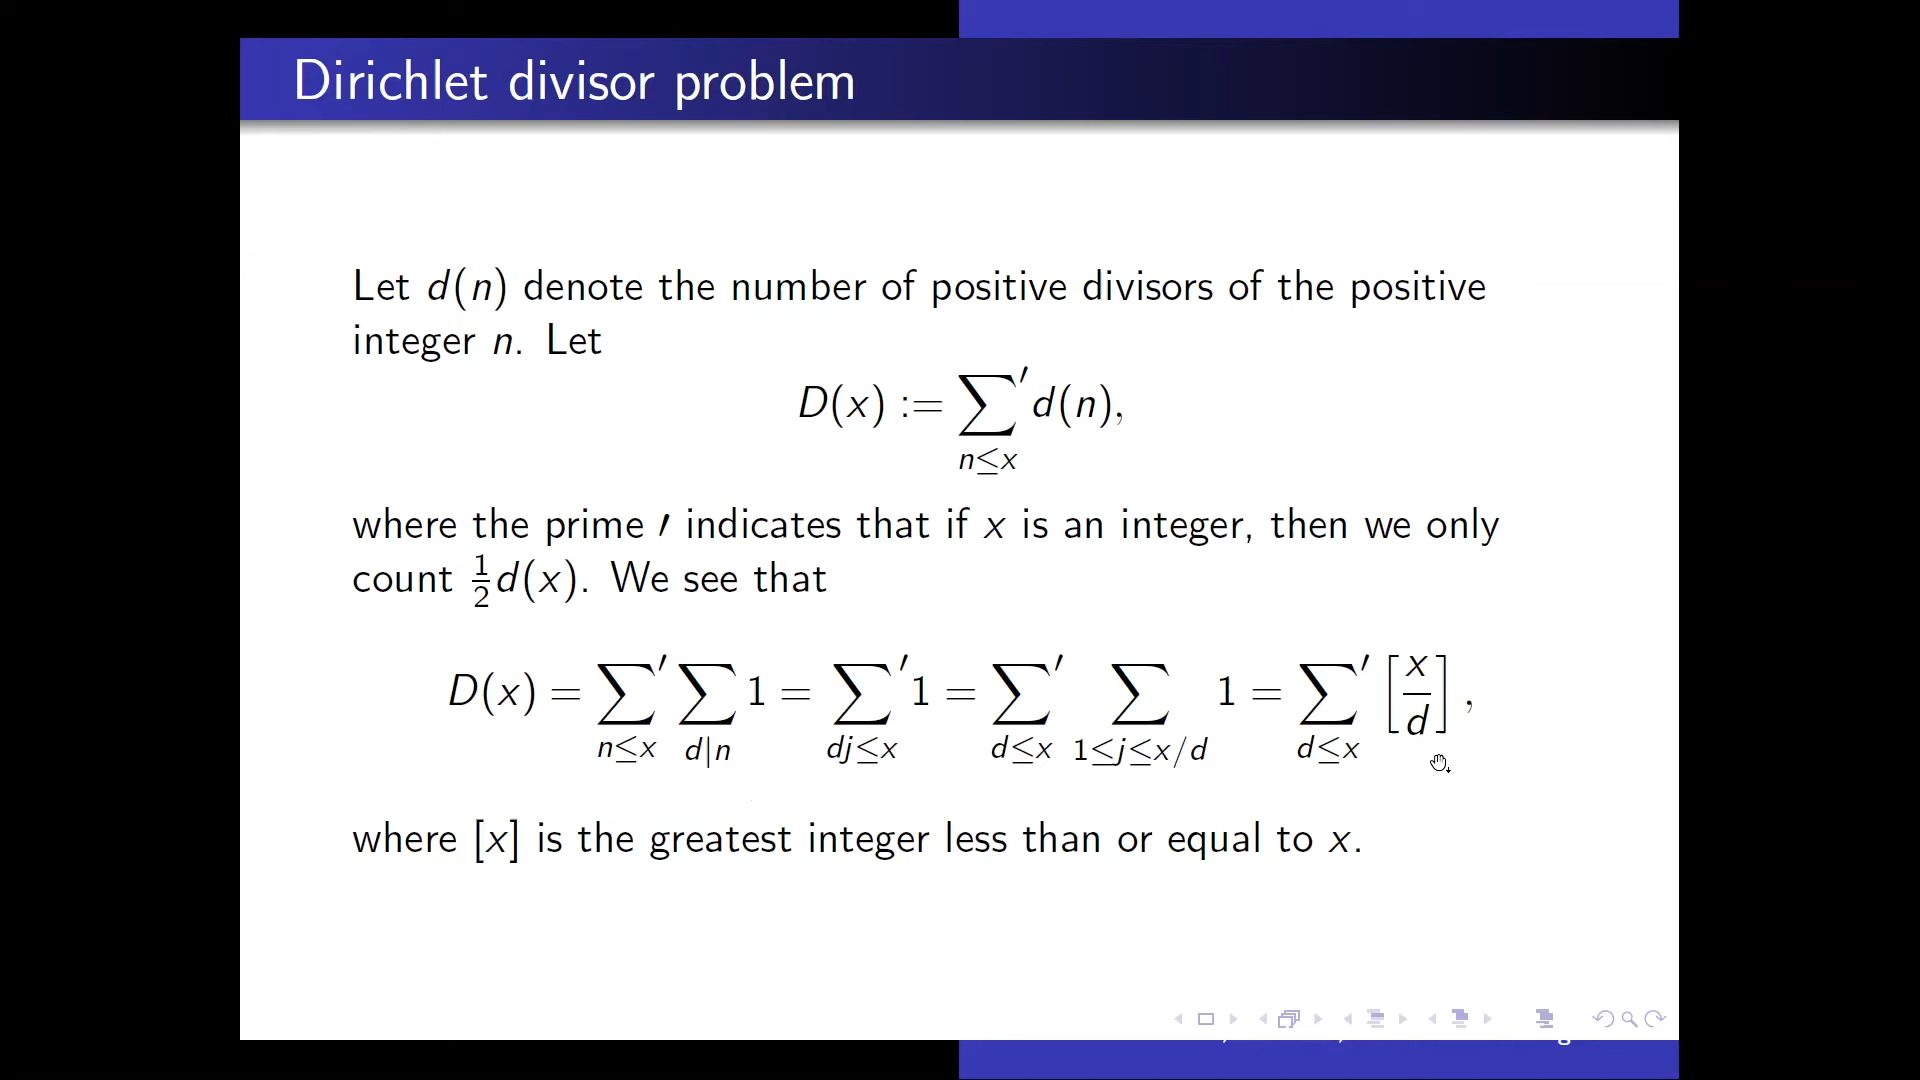 Dirichlet divisor problem
Let d(n) denote the number of positive divisors of the positive
integer n. Let
D(x) := ∑′_{n≤x} d(n),
where the prime ′ indicates that if x is an integer, then we only
count ½d(x). We see that
D(x) = ∑′_{n≤x} ∑_{d|n} 1 = ∑′_{dj≤x} 1 = ∑′_{d≤x} ∑_{1≤j≤x/d} 1 = ∑′_{d≤x} [x/d] ,
where [x] is the greatest integer less than or equal to x.